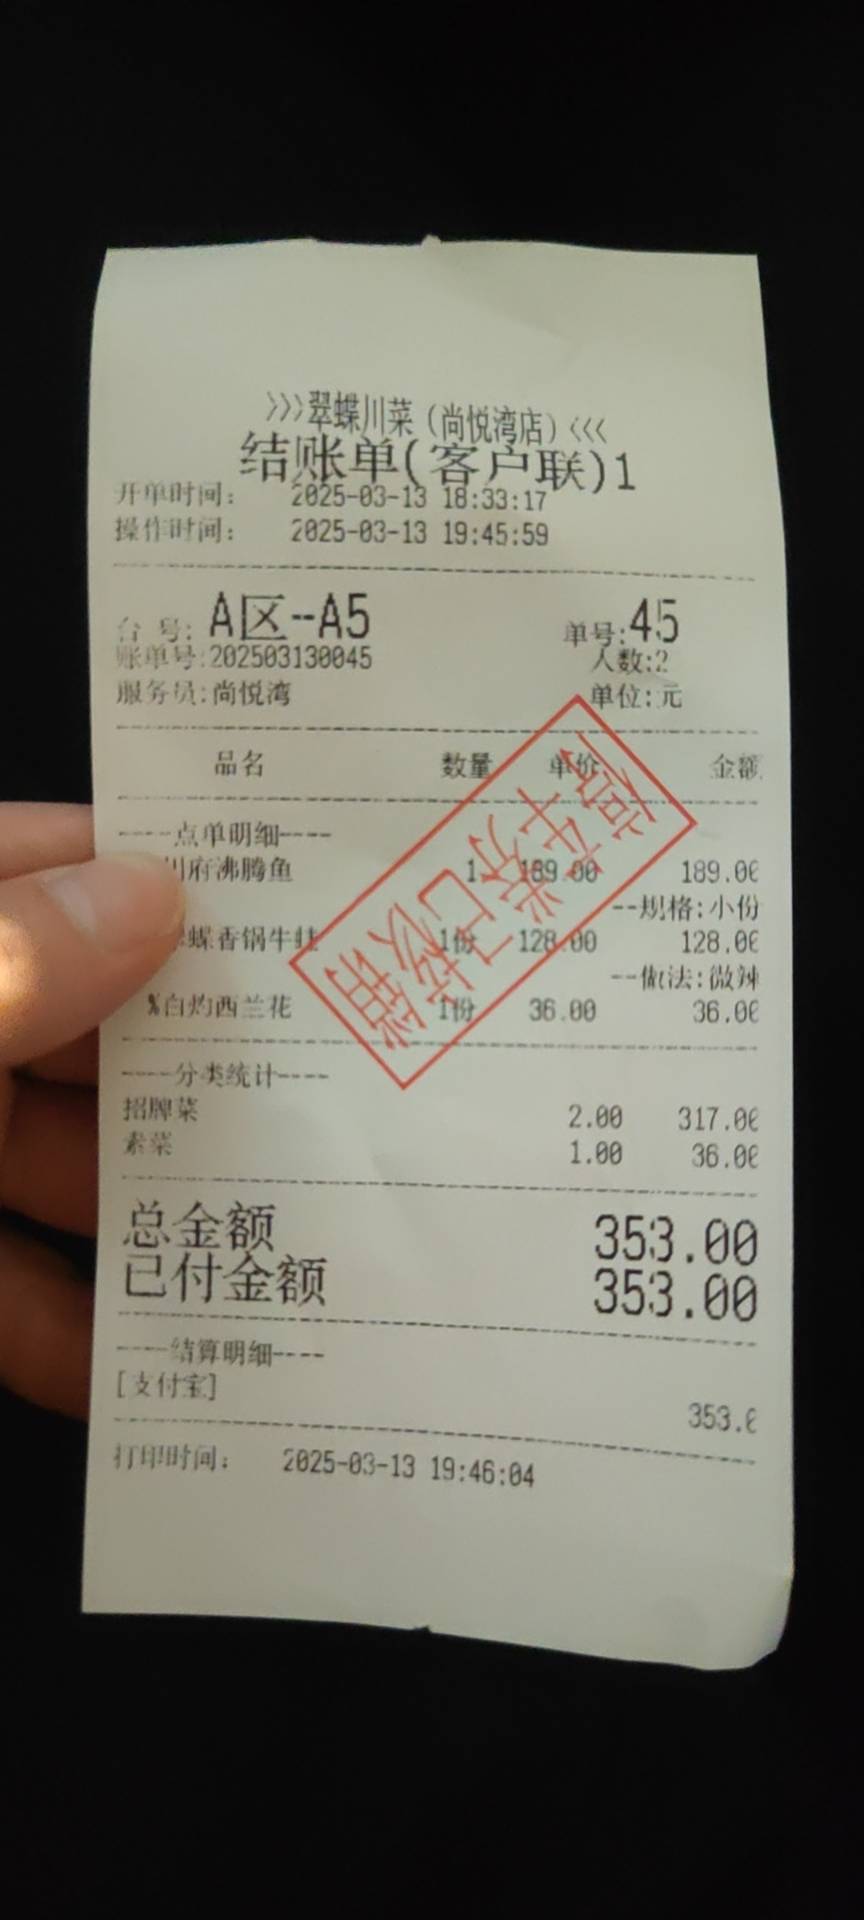 >>>翠蝶川菜(尚悦湾店)<<<
结账单(客户联)1
开单时间: 2025-03-13 18:33:17
操作时间: 2025-03-13 19:45:59
台 号: A区--A5 单号:45
账单号:202503130045 人数:2
服务员:尚悦湾 单位:元
品名 数量 单价 金额
----点单明细----
川府沸腾鱼 1 189.00 189.00
--规格:小份
蝶香锅牛蛙 1份 128.00 128.00
--做法:微辣
%白灼西兰花 1份 36.00 36.00
----分类统计----
招牌菜 2.00 317.00
素菜 1.00 36.00
总金额 353.00
已付金额 353.00
----结算明细----
[支付宝]
353.
打印时间: 2025-03-13 19:46:04
券已核销